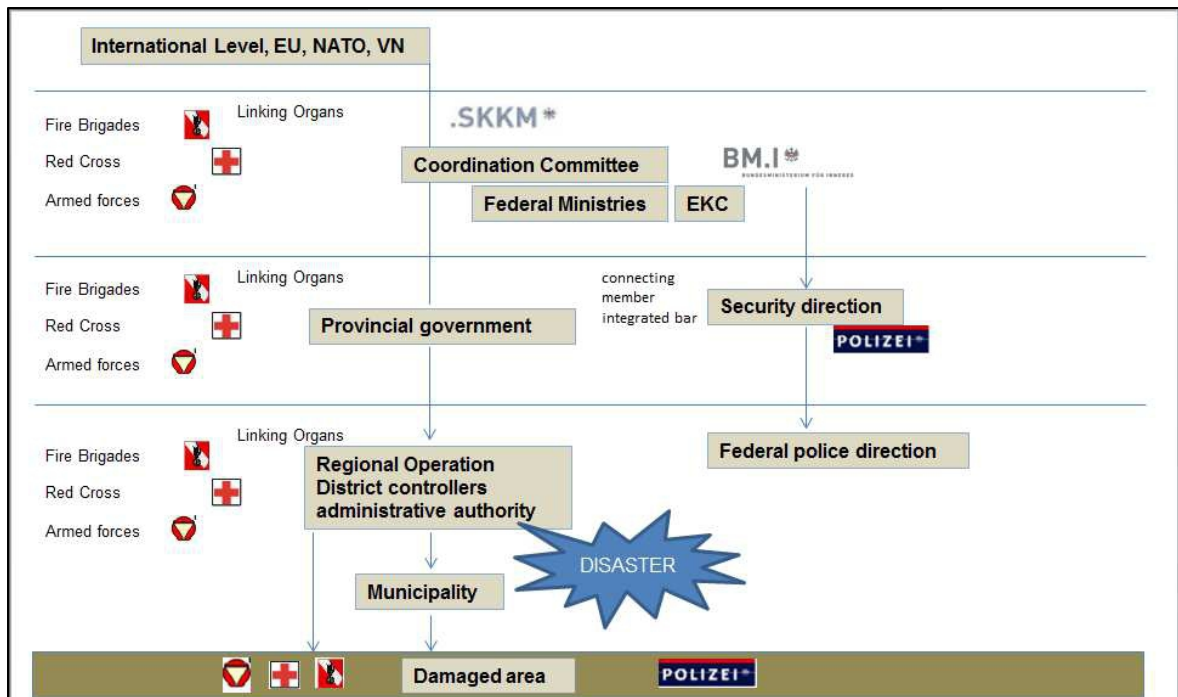 International Level, EU, NATO, VN
Linking Organs
Fire Brigades
Red Cross
Armed forces
.SKKM
Coordination Committee
BM.I
BUNDESMINISTERIUM FÜR INNERES
Federal Ministries
EKC
Linking Organs
Fire Brigades
Red Cross
Armed forces
Provincial government
connecting
member
integrated bar
Security direction
POLIZEI
Linking Organs
Fire Brigades
Red Cross
Armed forces
Regional Operation
District controllers
administrative authority
Federal police direction
DISASTER
Municipality
Damaged area
POLIZEI